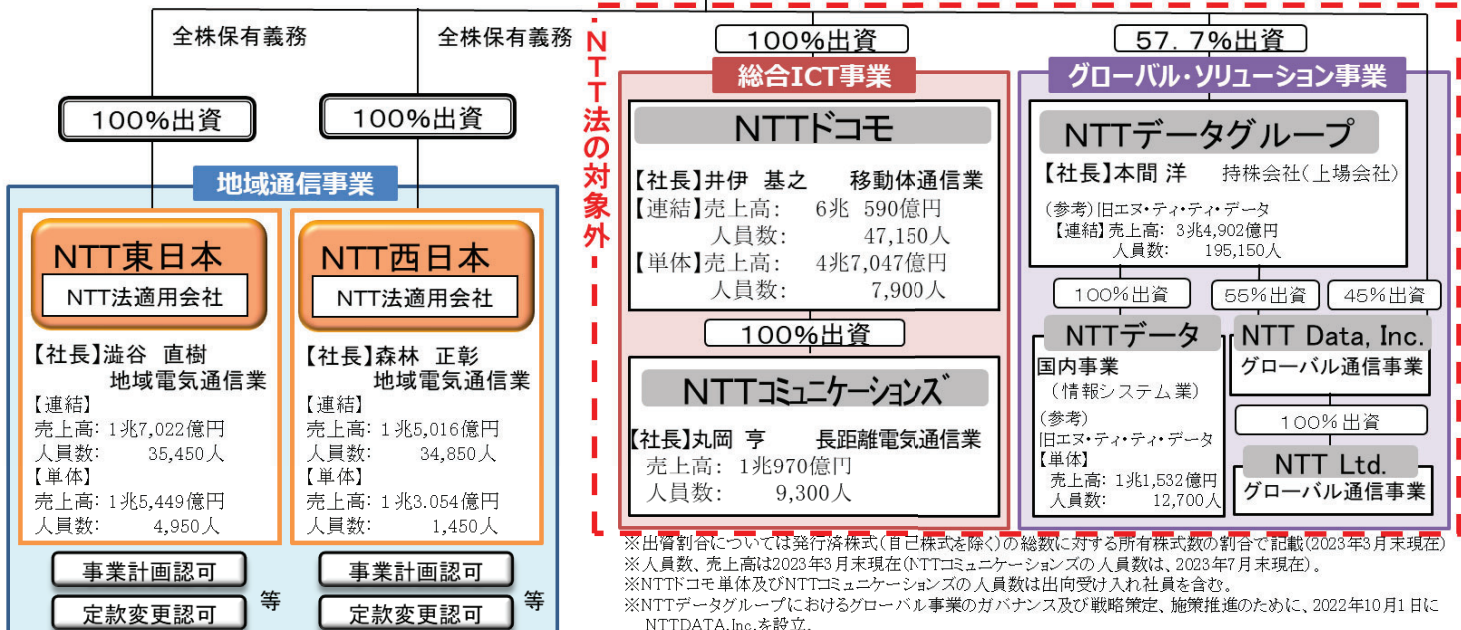 全株保有義務
100%出資
全株保有義務
100%出資
地域通信事業
NTT東日本
NTT法適用会社
【社長】澁谷 直樹
地域電気通信業
【連結】
売上高: 1兆7,022億円
人員数: 35,450人
【単体】
売上高: 1兆5,449億円
人員数: 4,950人
事業計画認可
定款変更認可
等
NTT西日本
NTT法適用会社
【社長】森林 正彰
地域電気通信業
【連結】
売上高: 1兆5,016億円
人員数: 34,850人
【単体】
売上高: 1兆3.054億円
人員数: 1,450人
事業計画認可
定款変更認可
等
NTT法の対象外
100%出資
総合ICT事業
NTTドコモ
【社長】井伊 基之 移動体通信業
【連結】売上高: 6兆 590億円
人員数: 47,150人
【単体】売上高: 4兆7,047億円
人員数: 7,900人
100%出資
NTTコミュニケーションズ
【社長】丸岡 亨 長距離電気通信業
売上高: 1兆970億円
人員数: 9,300人
57.7%出資
グローバル・ソリューション事業
NTTデータグループ
【社長】本間 洋 持株会社(上場会社)
(参考)旧エヌ・ティ・ティ・データ
【連結】売上高: 3兆4,902億円
人員数: 195,150人
100%出資
55%出資
45%出資
NTTデータ
国内事業
(情報システム業)
(参考)
旧エヌ・ティ・ティ・データ
【単体】
売上高: 1兆1,532億円
人員数: 12,700人
NTT Data, Inc.
グローバル通信事業
100%出資
NTT Ltd.
グローバル通信事業
※出資割合については発行済株式(自己株式を除く)の総数に対する所有株式数の割合で記載(2023年3月末現在)
※人員数、売上高は2023年3月末現在(NTTコミュニケーションズの人員数は、2023年7月末現在)。
※NTTドコモ単体及びNTTコミュニケーションズの人員数は出向受け入れ社員を含む。
※NTTデータグループにおけるグローバル事業のガバナンス及び戦略策定、施策推進のために、2022年10月1日に
NTTDATA,Inc.を設立。